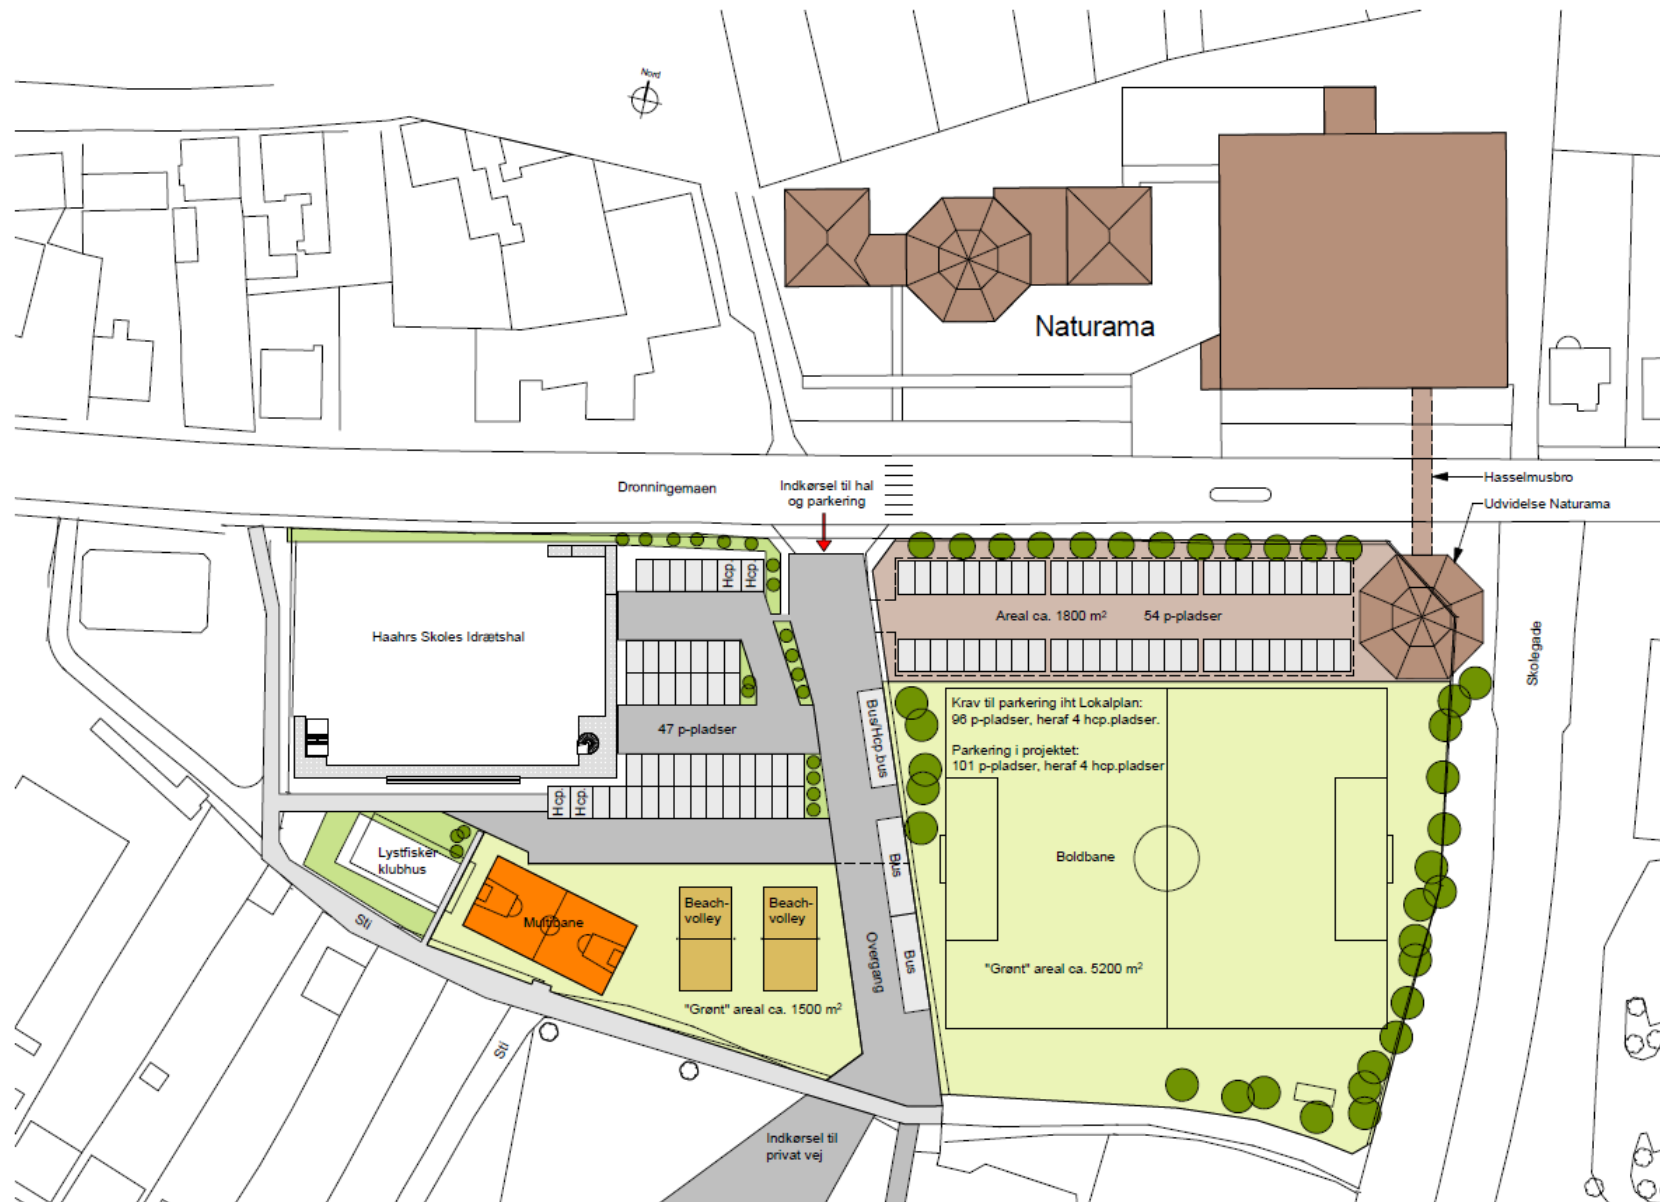 Nord
Naturama
Hasselmusbro
Udvidelse Naturama
Dronningemaen
Indkørsel til hal
og parkering
Hcp.
Hcp.
Haahrs Skoles Idrætshal
Areal ca. 1800 m² 54 p-pladser
Skolegade
47 p-pladser
Bus/Hcp.bus
Krav til parkering iht Lokalplan:
96 p-pladser, heraf 4 hcp.pladser.
Parkering i projektet:
101 p-pladser, heraf 4 hcp.pladser
Hcp.
Hcp.
Lystfisker
klubhus
Bus
Boldbane
Multibane
Beach-
volley
Beach-
volley
Sti
Overgang
Bus
"Grønt" areal ca. 5200 m²
"Grønt" areal ca. 1500 m²
Sti
Indkørsel til
privat vej